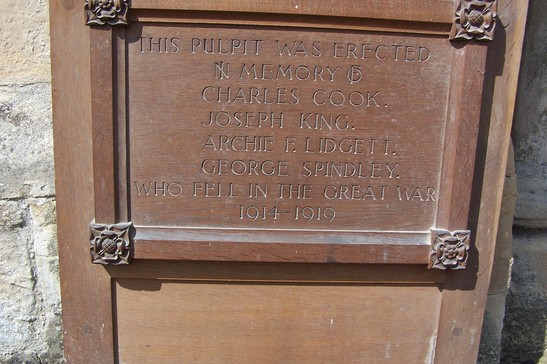 THIS PULPIT WAS ERECTED
IN MEMORY OF
CHARLES COOK.
JOSEPH KING.
ARCHIE F. LIDGETT.
GEORGE SPINDLEY.
WHO FELL IN THE GREAT WAR
1914-1919